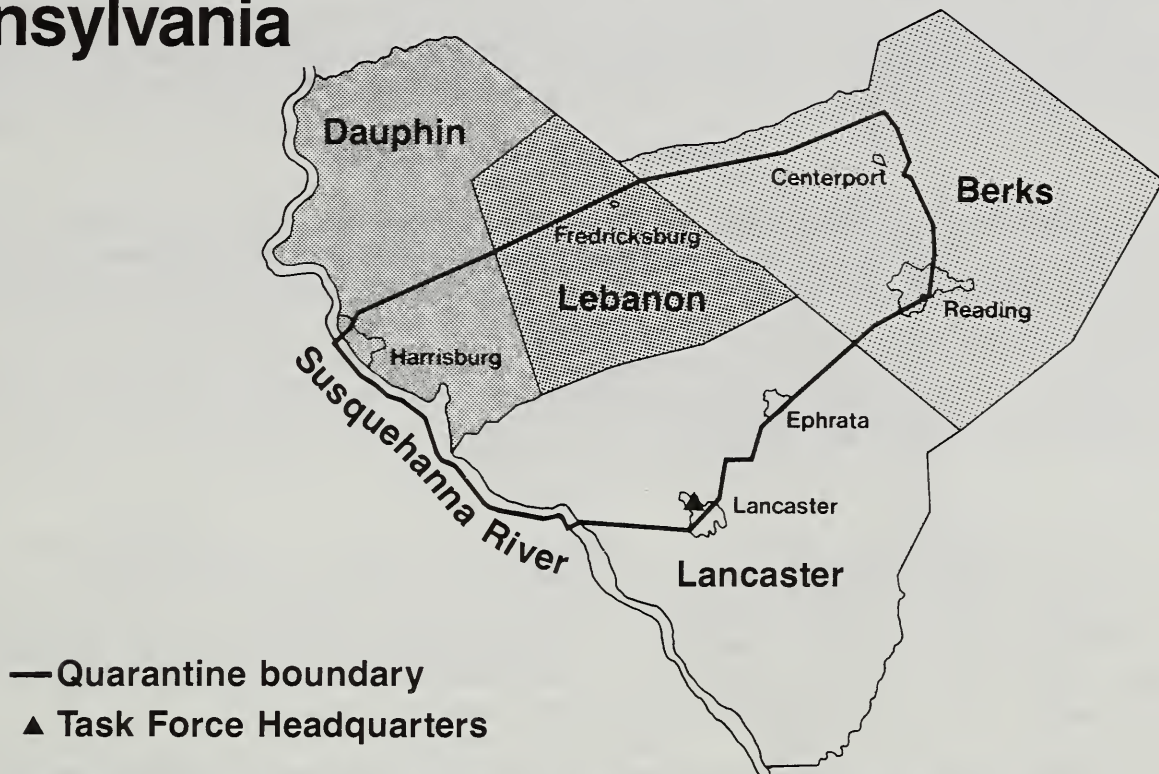 nsylvania
Dauphin
Centerport
Berks
Fredricksburg
Lebanon
Reading
Harrisburg
Susquehanna River
Ephrata
Lancaster
Lancaster
Quarantine boundary
Task Force Headquarters